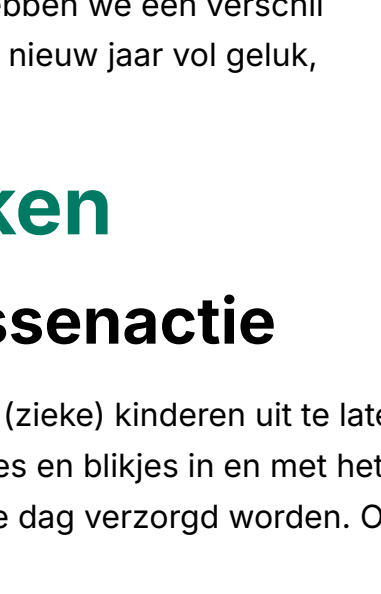 bben we een verschil
nieuw jaar vol geluk,
ken
ssenactie
(zieke) kinderen uit te late
es en blikjes in en met het
e dag verzorgd worden. O